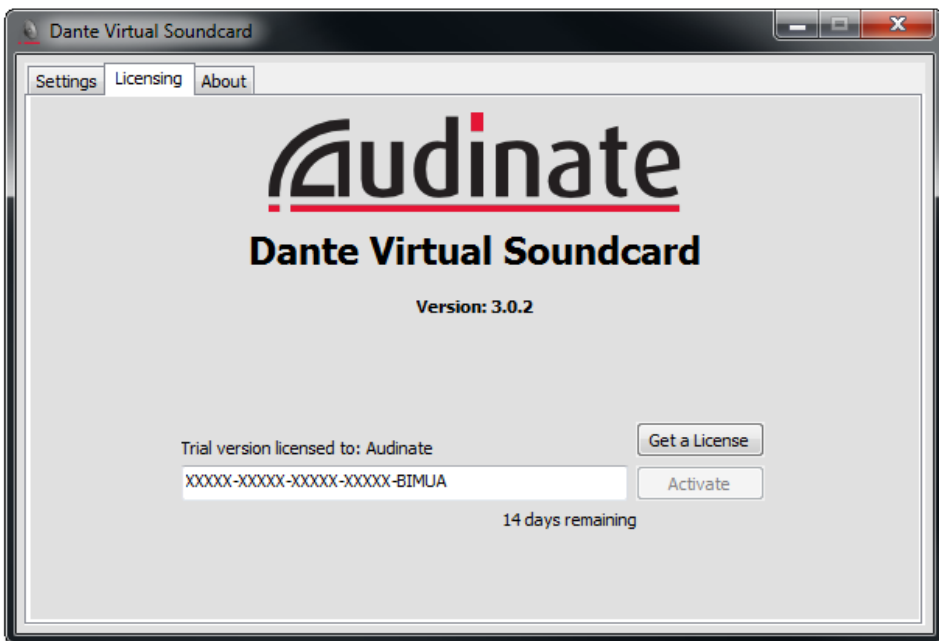 Dante Virtual Soundcard
Settings Licensing About
Audinate
Dante Virtual Soundcard
Version: 3.0.2
Get a License
Trial version licensed to: Audinate
XXXXX-XXXXX-XXXXX-XXXXX-BIMUA
Activate
14 days remaining